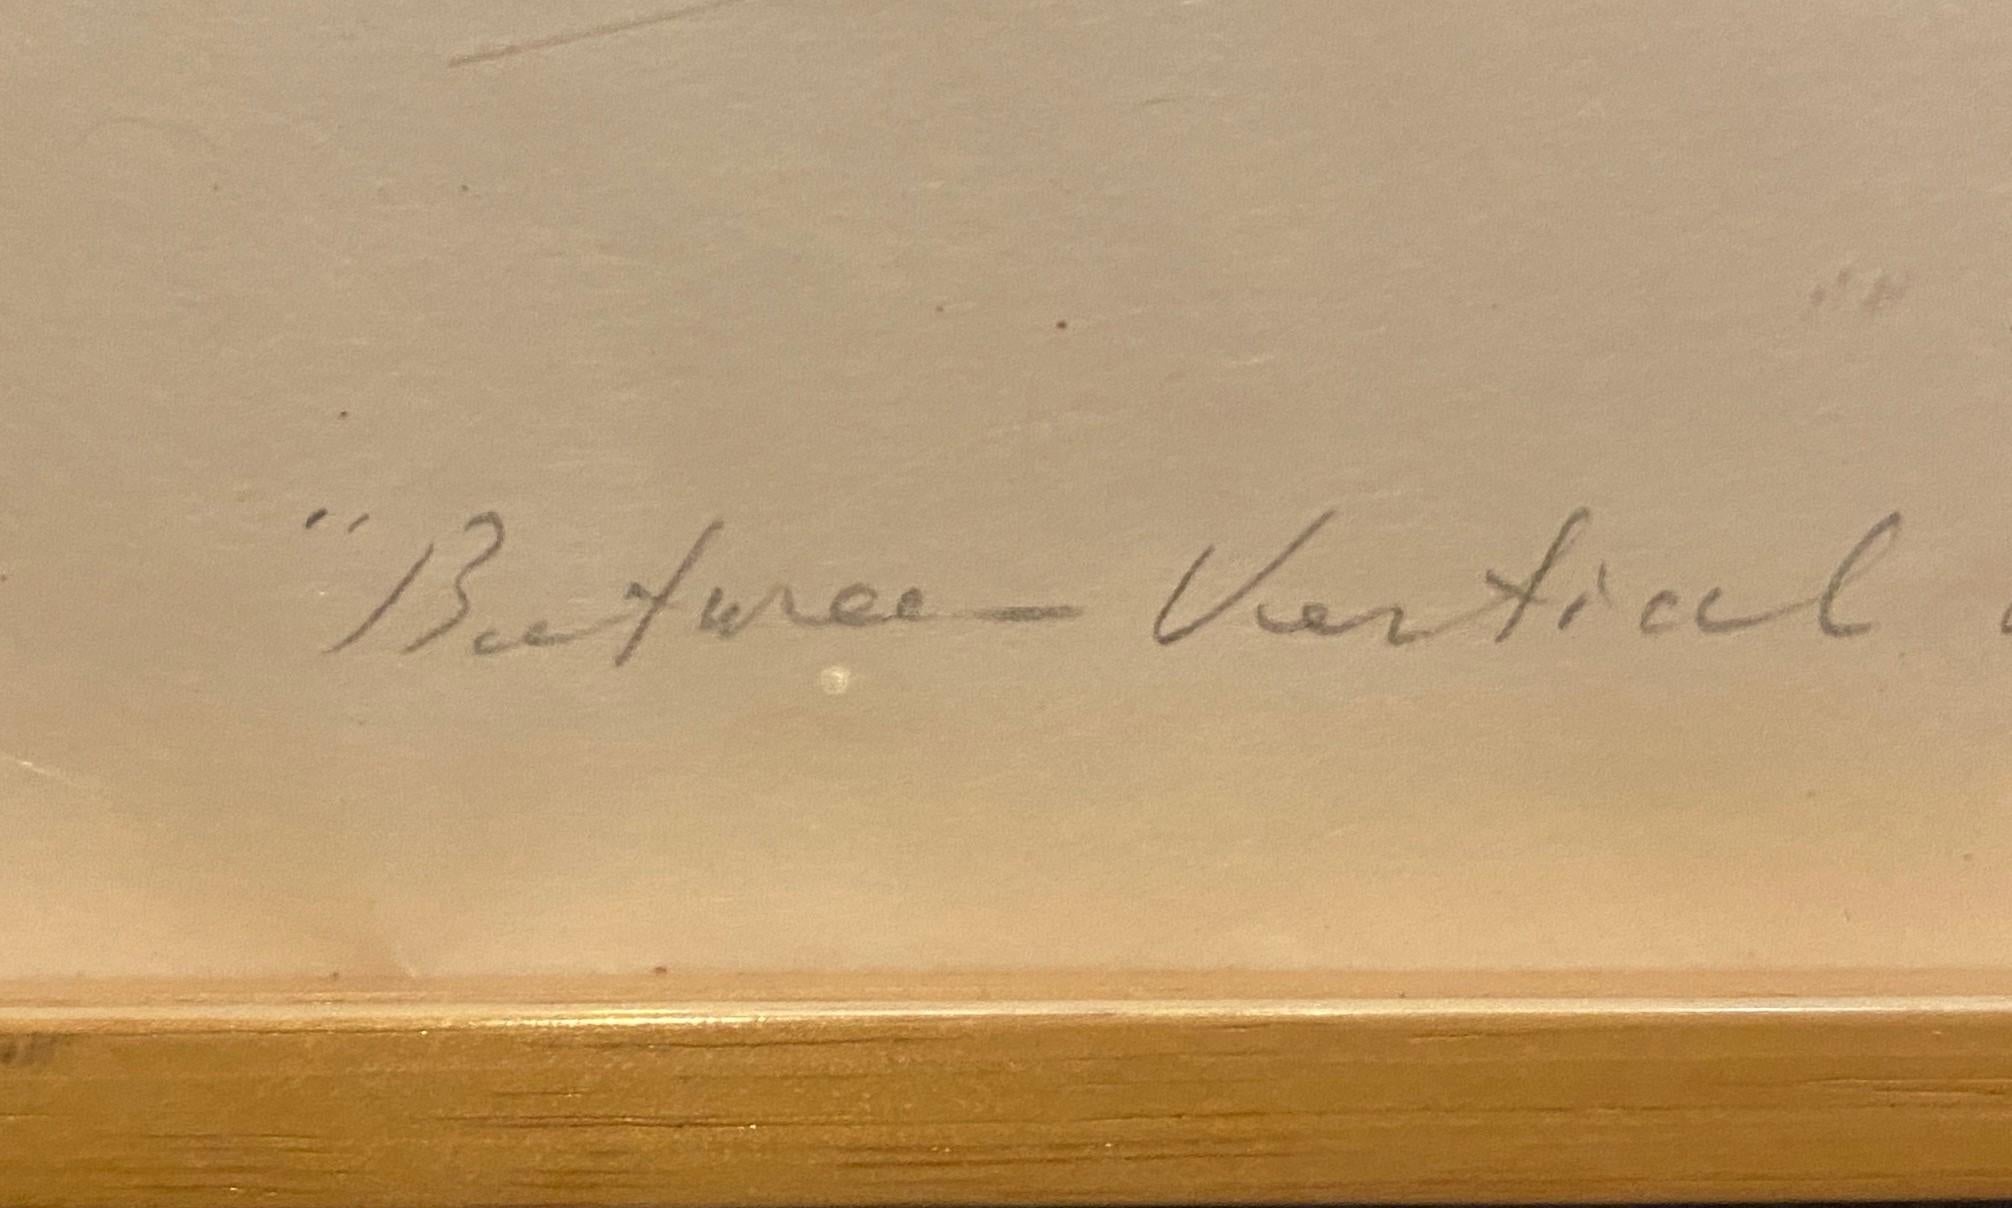 "Between Vertical